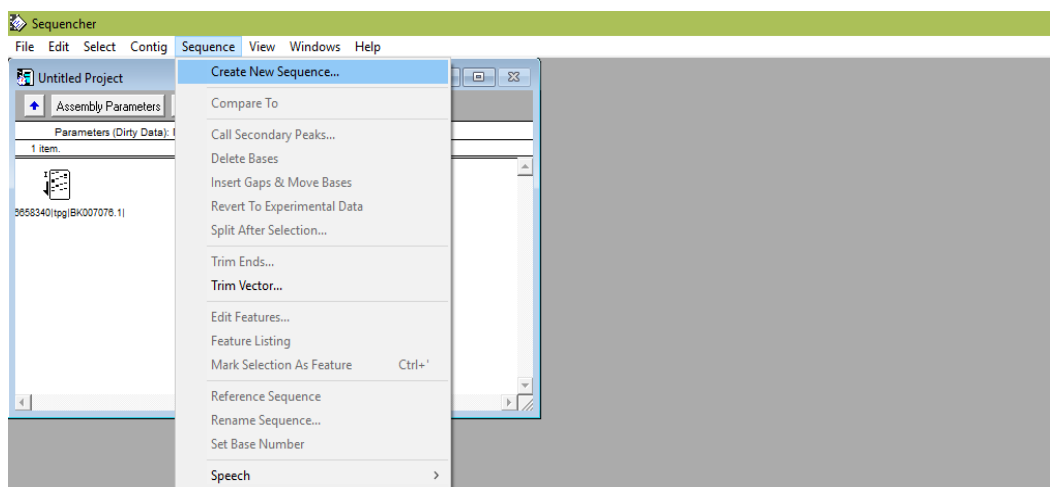 Sequencher
File Edit Select Contig Sequence View Windows Help
Untitled Project
Assembly Parameters
Parameters (Dirty Data):
1 item.
6658340|tpg|BK007076.1|
Create New Sequence...
Compare To
Call Secondary Peaks...
Delete Bases
Insert Gaps & Move Bases
Revert To Experimental Data
Split After Selection...
Trim Ends...
Trim Vector...
Edit Features...
Feature Listing
Mark Selection As Feature Ctrl+'
Reference Sequence
Rename Sequence...
Set Base Number
Speech